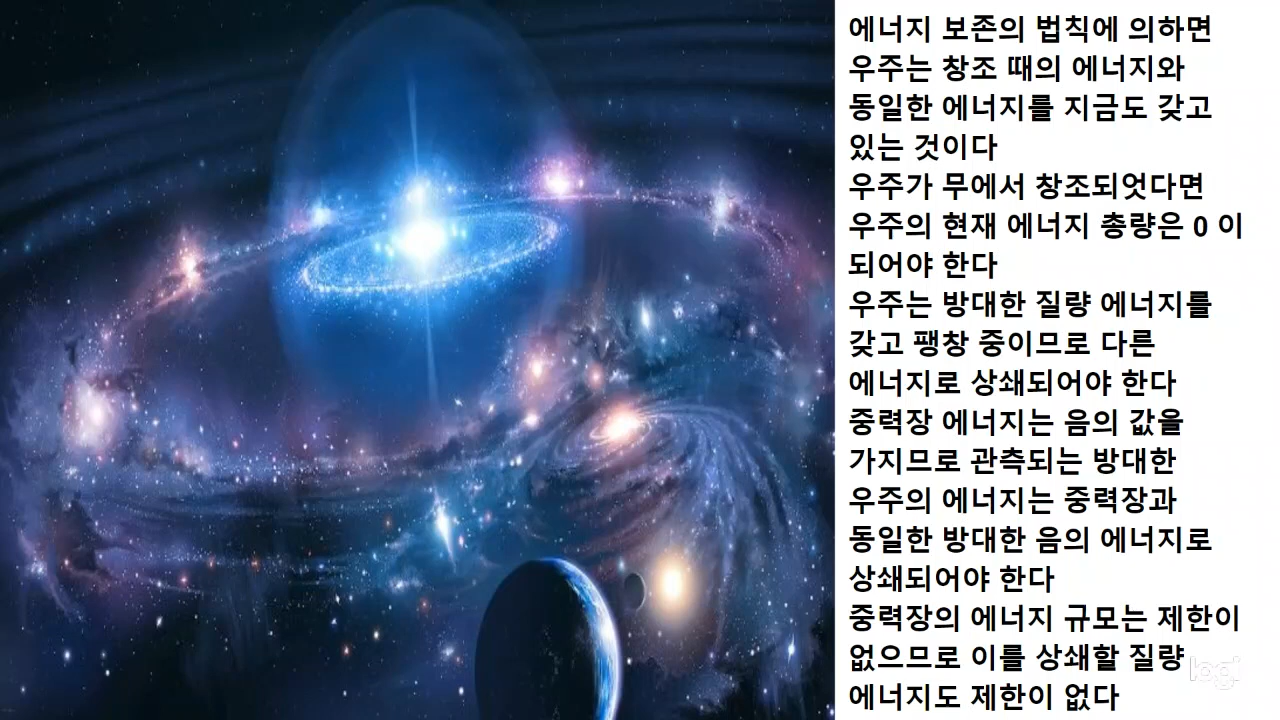 에너지 보존의 법칙에 의하면
우주는 창조 때의 에너지와
동일한 에너지를 지금도 갖고
있는 것이다
우주가 무에서 창조되엇다면
우주의 현재 에너지 총량은 0 이
되어야 한다
우주는 방대한 질량 에너지를
갖고 팽창 중이므로 다른
에너지로 상쇄되어야 한다
중력장 에너지는 음의 값을
가지므로 관측되는 방대한
우주의 에너지는 중력장과
동일한 방대한 음의 에너지로
상쇄되어야 한다
중력장의 에너지 규모는 제한이
없으므로 이를 상쇄할 질량
에너지도 제한이 없다
logi